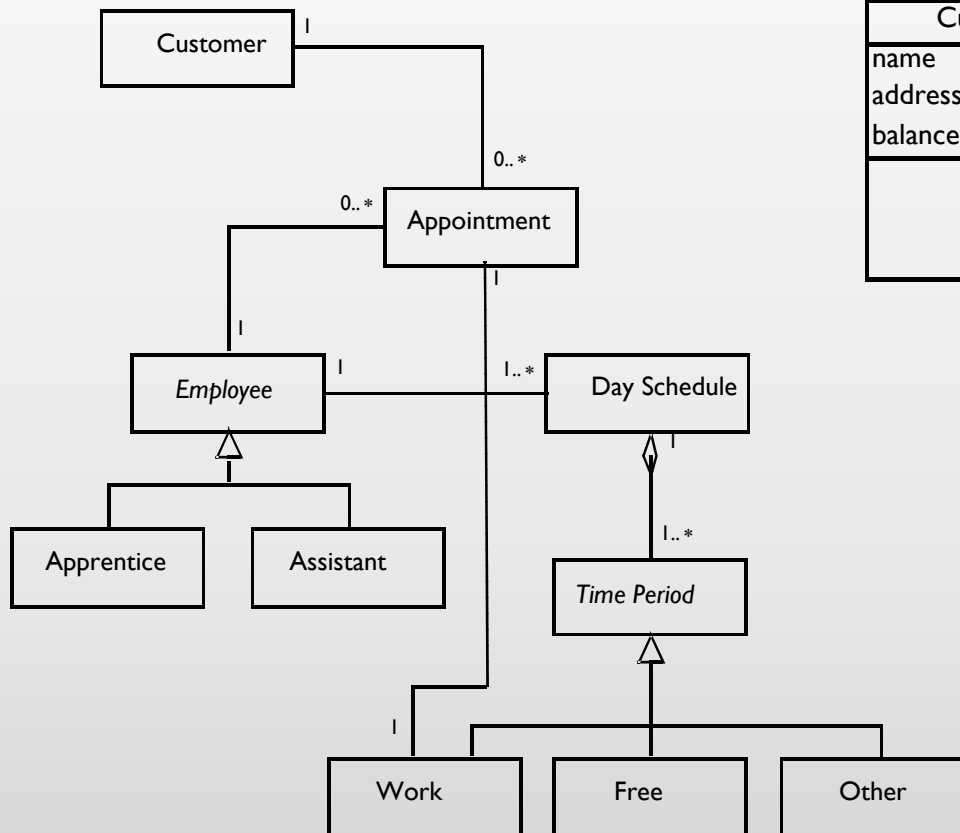 Customer
1
0..*
0..*
Appointment
1
1
Employee
1
1..*
Day Schedule
1
1..*
Apprentice
Assistant
Time Period
1
Work
Free
Other
name
address
balance